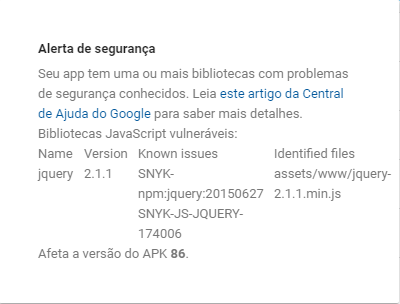 Alerta de segurança
Seu app tem uma ou mais bibliotecas com problemas
de segurança conhecidos. Leia este artigo da Central
de Ajuda do Google para saber mais detalhes.
Bibliotecas JavaScript vulneráveis:
Name Version Known issues Identified files
jquery 2.1.1 SNYK- assets/www/jquery-
npm:jquery:20150627 2.1.1.min.js
SNYK-JS-JQUERY-
174006
Afeta a versão do APK 86.